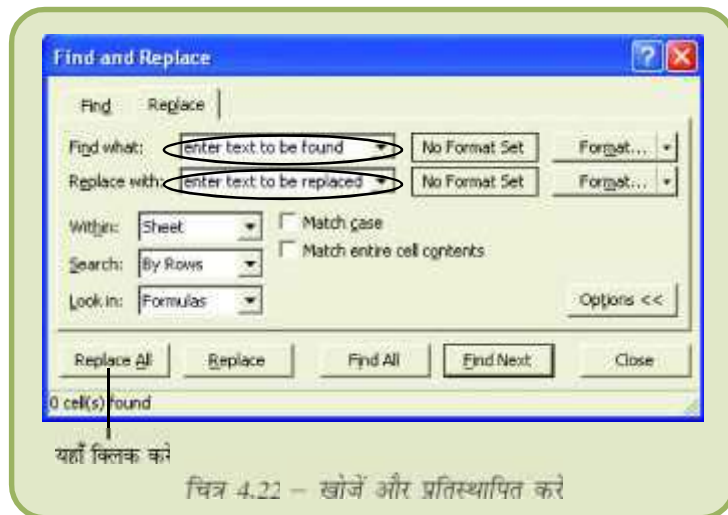 Find and Replace
Find Replace
Find what: enter text to be found No Format Set Format...
Replace with: enter text to be replaced No Format Set Format...
Within: Sheet Match case
Match entire cell contents
Search: By Rows
Look in: Formulas Options <<
Replace All Replace Find All Find Next Close
0 cell(s) found
यहाँ क्लिक करें
चित्र 4.22 – खोजें और प्रतिस्थापित करें